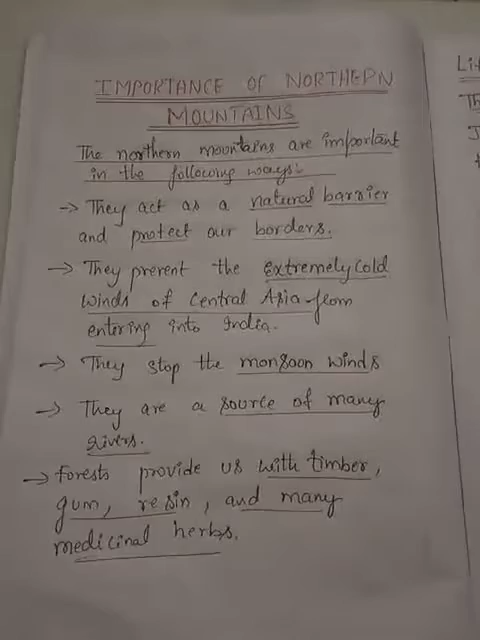 IMPORTANCE OF NORTHERN
MOUNTAINS
The northern mountains are important
in the following ways:
→ They act as a natural barrier
and protect our borders.
→ They prevent the extremely cold
winds of Central Asia from
entering into India.
→ They stop the monsoon winds
→ They are a source of many
rivers.
→ forests provide us with timber,
gum, resin, and many
medicinal herbs.